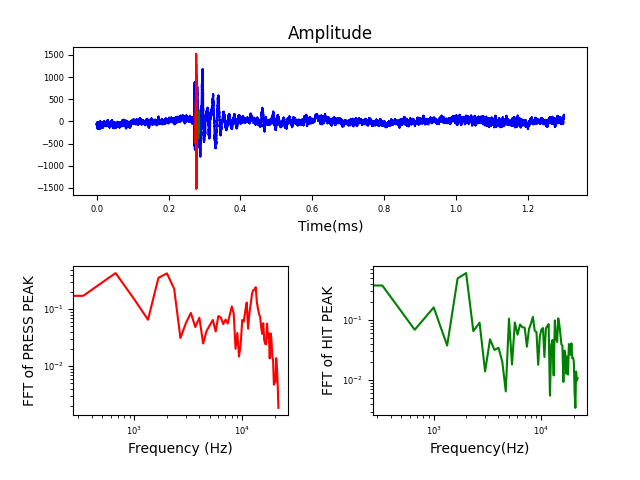 Amplitude
1500
1000
500
0
−500
−1000
−1500
0.0 0.2 0.4 0.6 0.8 1.0 1.2
Time(ms)
FFT of PRESS PEAK
10⁻¹
10⁻²
10³ 10⁴
Frequency (Hz)
FFT of HIT PEAK
10⁻¹
10⁻²
10³ 10⁴
Frequency(Hz)